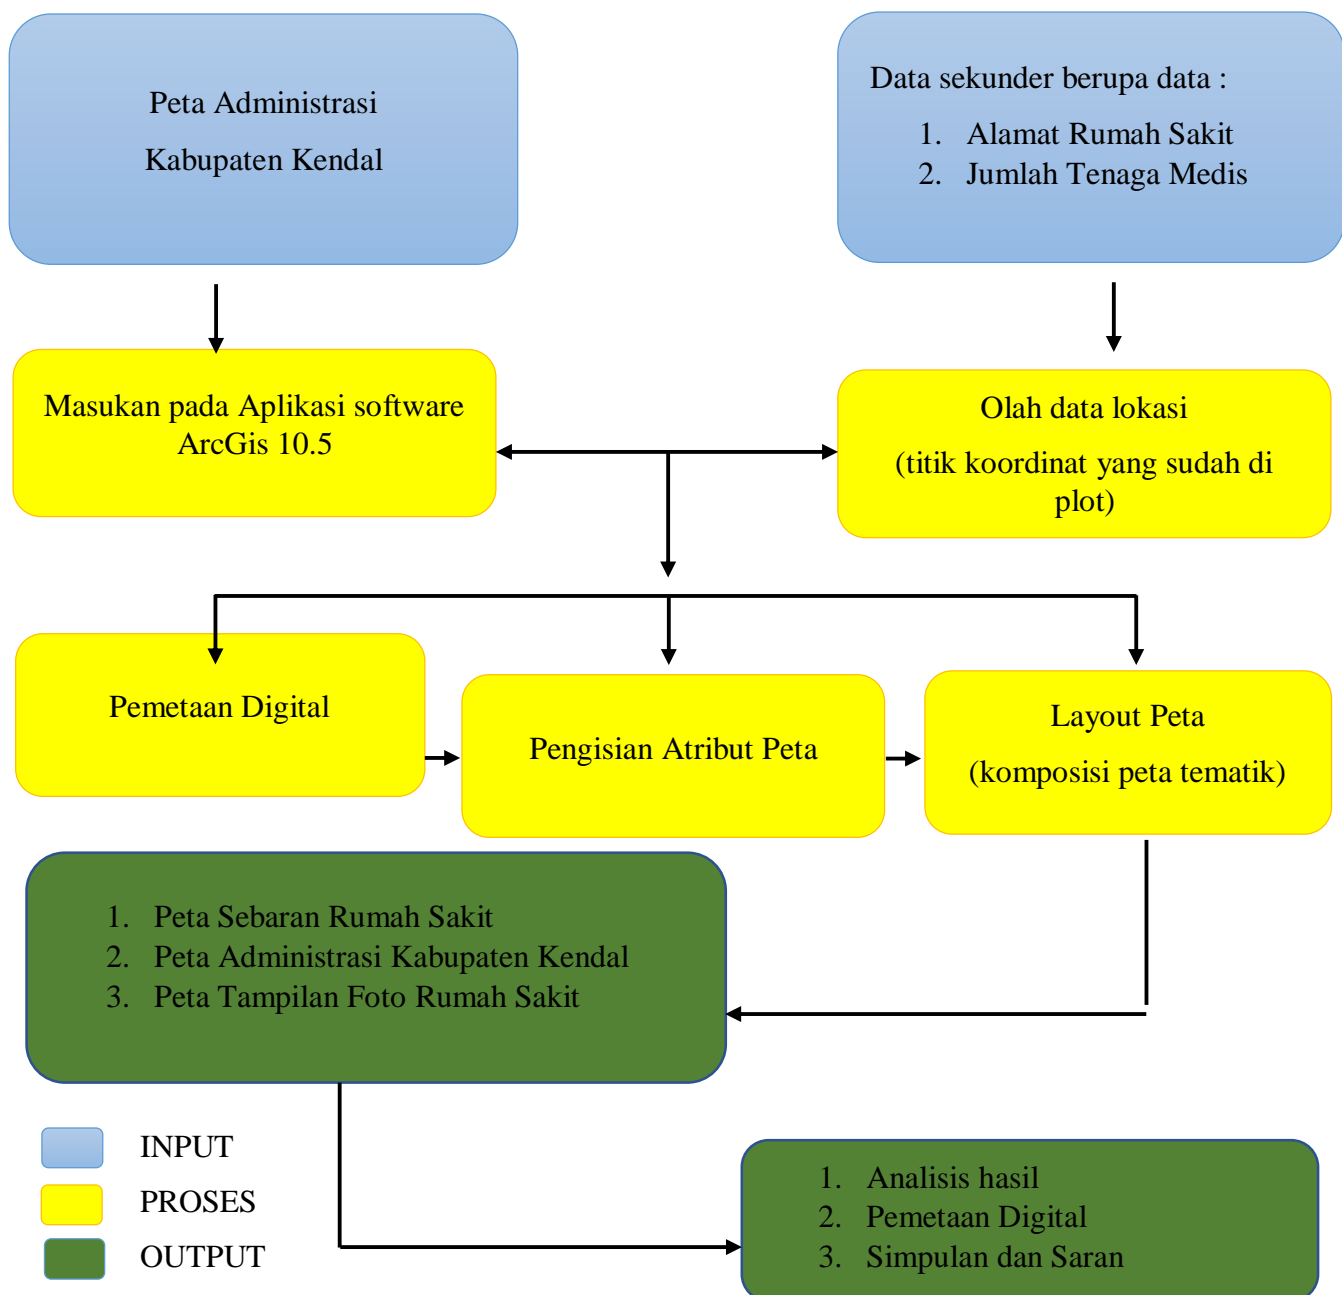 Peta Administrasi
Kabupaten Kendal
Data sekunder berupa data :
1. Alamat Rumah Sakit
2. Jumlah Tenaga Medis
Masukan pada Aplikasi software
ArcGis 10.5
Olah data lokasi
(titik koordinat yang sudah di
plot)
Pemetaan Digital
Pengisian Atribut Peta
Layout Peta
(komposisi peta tematik)
1. Peta Sebaran Rumah Sakit
2. Peta Administrasi Kabupaten Kendal
3. Peta Tampilan Foto Rumah Sakit
INPUT
PROSES
OUTPUT
1. Analisis hasil
2. Pemetaan Digital
3. Simpulan dan Saran